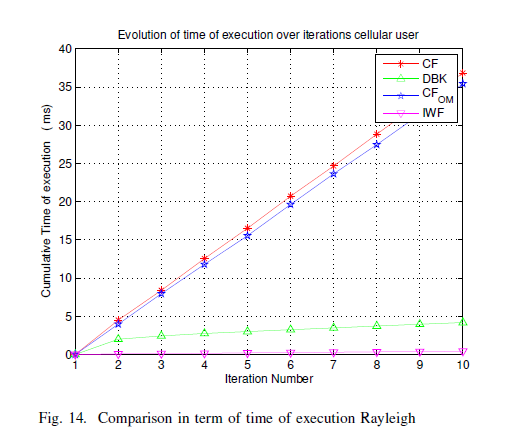 Evolution of time of execution over iterations cellular user
40
35
30
25
20
15
10
5
0
Cumulative Time of execution ( ms)
CF
DBK
CF_OM
IWF
1 2 3 4 5 6 7 8 9 10
Iteration Number
Fig. 14. Comparison in term of time of execution Rayleigh